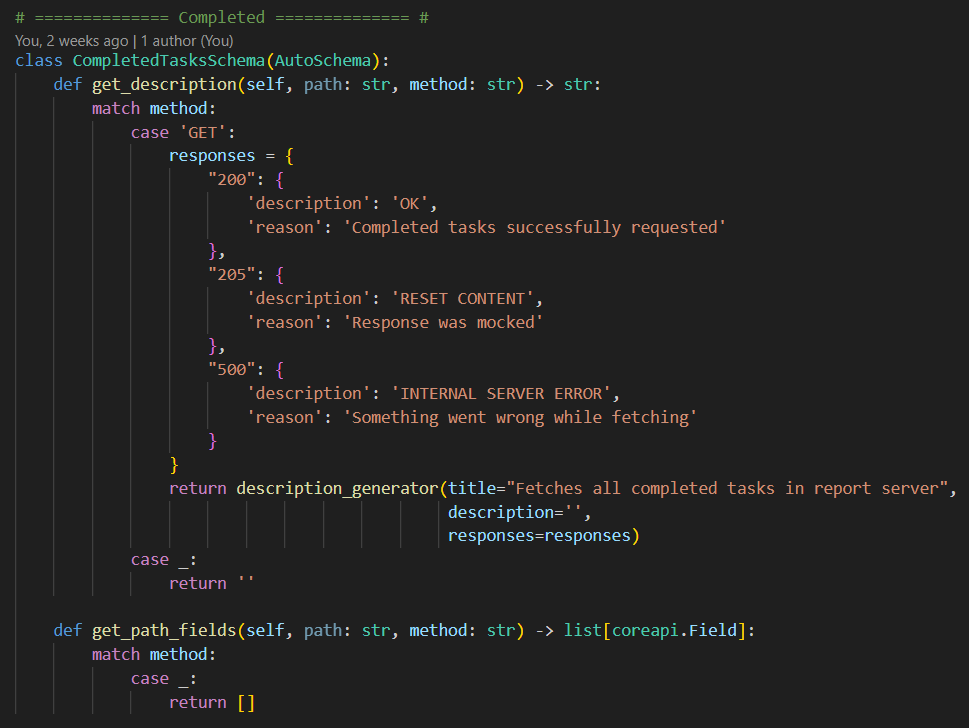 # ============== Completed ============== #
You, 2 weeks ago | 1 author (You)
class CompletedTasksSchema(AutoSchema):
    def get_description(self, path: str, method: str) -> str:
        match method:
            case 'GET':
                responses = {
                    "200": {
                        'description': 'OK',
                        'reason': 'Completed tasks successfully requested'
                    },
                    "205": {
                        'description': 'RESET CONTENT',
                        'reason': 'Response was mocked'
                    },
                    "500": {
                        'description': 'INTERNAL SERVER ERROR',
                        'reason': 'Something went wrong while fetching'
                    }
                }
                return description_generator(title="Fetches all completed tasks in report server",
                                             description='',
                                             responses=responses)
            case _:
                return ''

    def get_path_fields(self, path: str, method: str) -> list[coreapi.Field]:
        match method:
            case _:
                return []